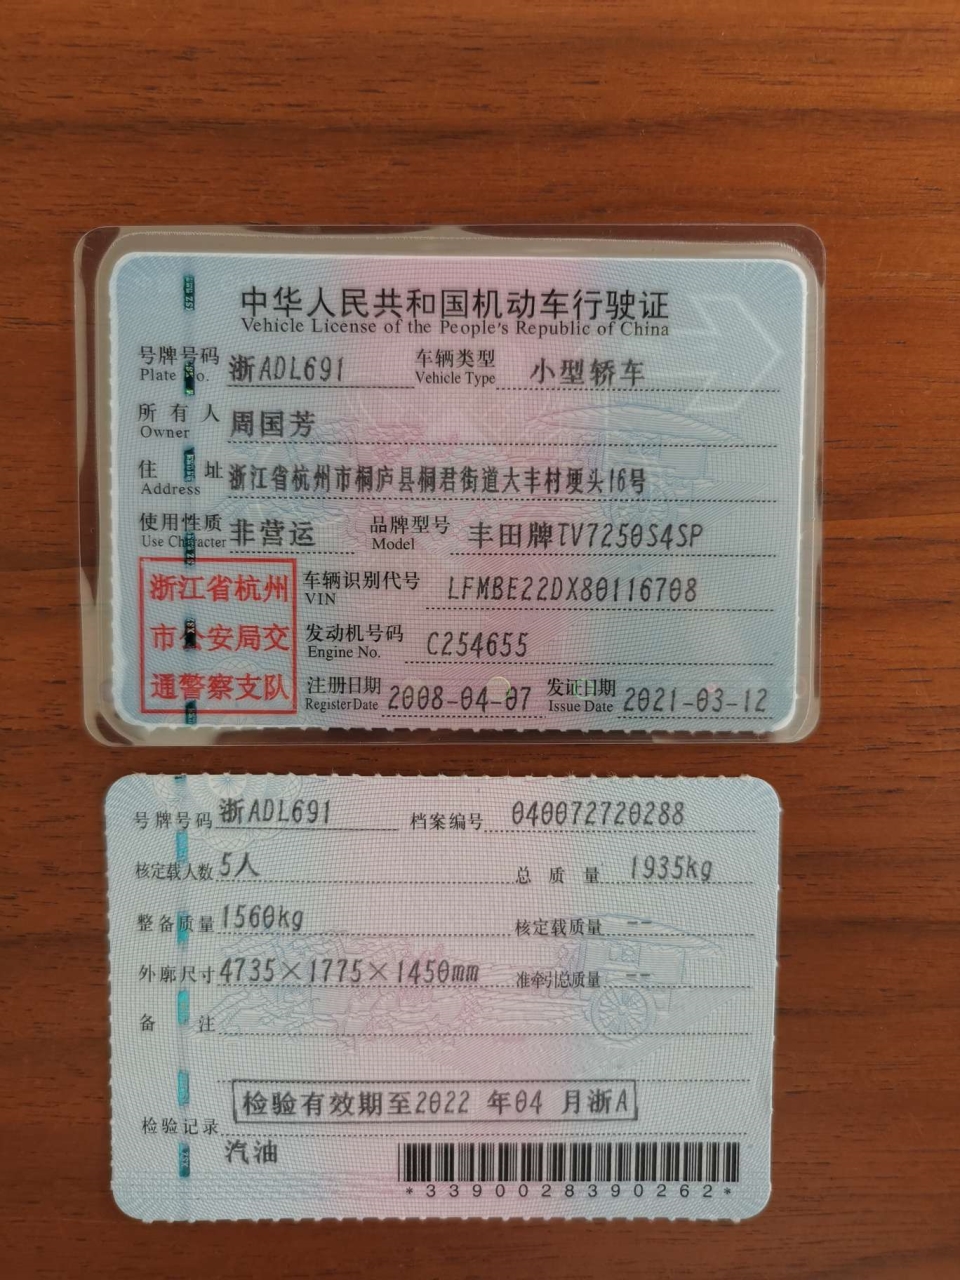 中华人民共和国机动车行驶证
Vehicle License of the People's Republic of China
号牌号码 浙ADL691 车辆类型 小型轿车
Plate No. Vehicle Type
所有人 周国芳
Owner
住址 浙江省杭州市桐庐县桐君街道大丰村埂头16号
Address
使用性质 非营运 品牌型号 丰田牌TV7250S4SP
Use Character Model
浙江省杭州
市公安局交
通警察支队
车辆识别代号 LFMBE22DX80116708
VIN
发动机号码 C254655
Engine No.
注册日期 2008-04-07 发证日期 2021-03-12
Register Date Issue Date
号牌号码 浙ADL691 档案编号 040072720288
核定载人数 5人 总质量 1935kg
整备质量 1560kg 核定载质量 --
外廓尺寸 4735×1775×1450mm 准牵引总质量 --
备注
检验有效期至2022 年04 月浙A
检验记录
汽油
*3390028390262*